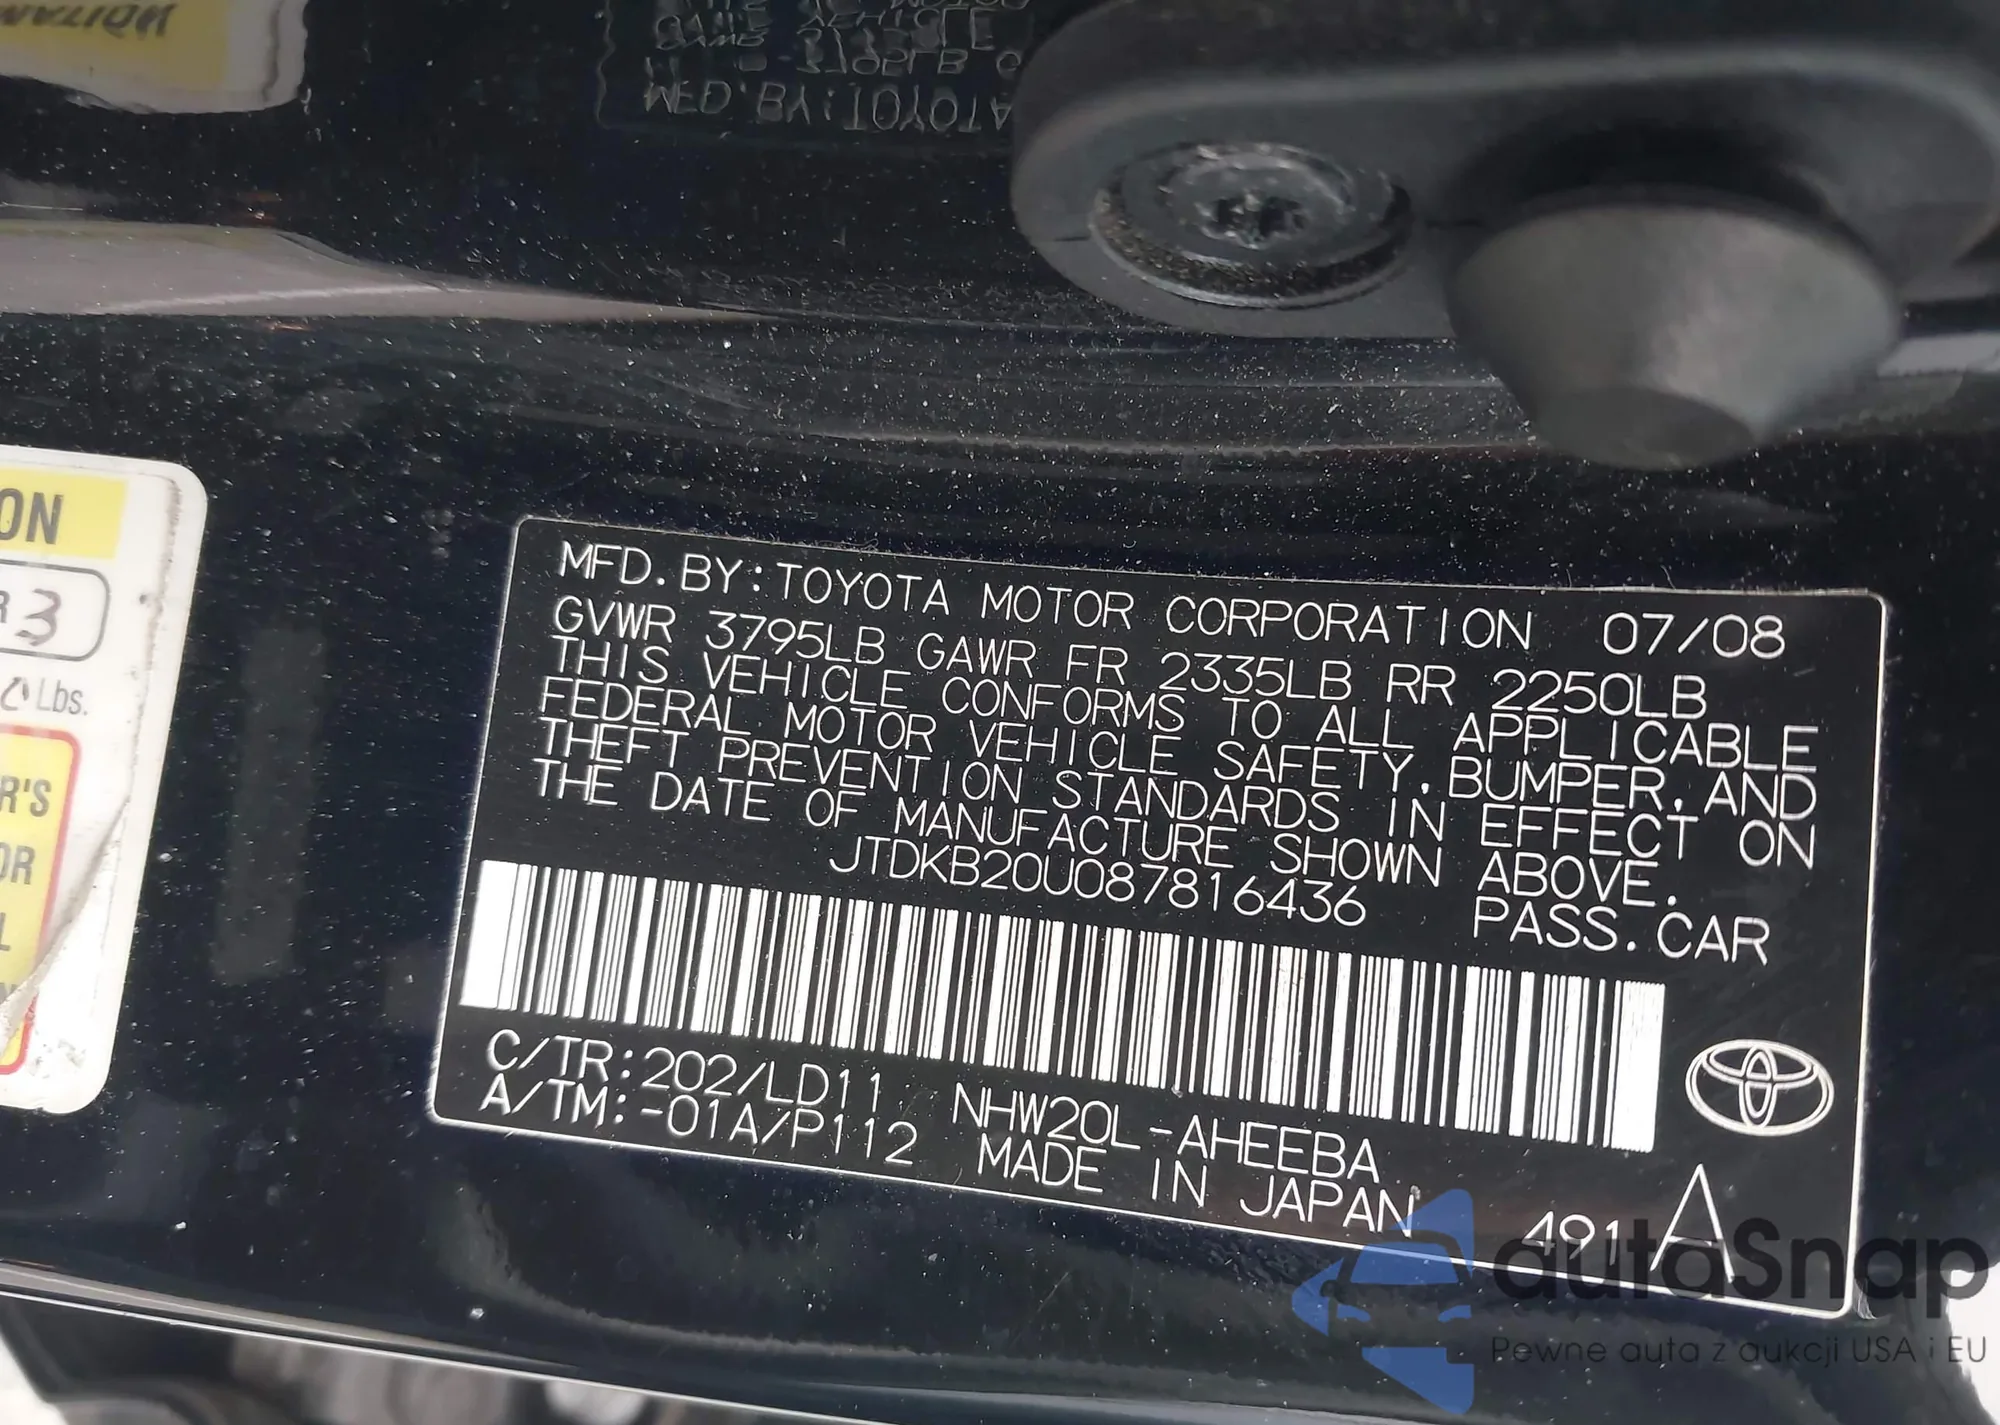 ON
R 3
Lbs.
R'S
OR
L
MFD.BY:TOYOTA MOTOR CORPORATION 07/08
GVWR 3795LB GAWR FR 2335LB RR 2250LB
THIS VEHICLE CONFORMS TO ALL APPLICABLE
FEDERAL MOTOR VEHICLE SAFETY,BUMPER,AND
THEFT PREVENTION STANDARDS IN EFFECT ON
THE DATE OF MANUFACTURE SHOWN ABOVE.
JTDKB20U087816436 PASS.CAR
C/TR:202/LD11, NHW20L-AHEEBA
A/TM:-01A/P112 MADE IN JAPAN 491 A
autoSnap
Pewne auta z aukcji USA i EU